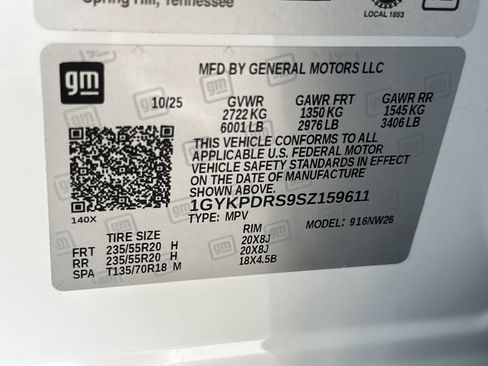 Spring Hill, Tennessee
LOCAL 1853
gm
MFD BY GENERAL MOTORS LLC
10/25 GVWR GAWR FRT GAWR RR
2722 KG 1350 KG 1545 KG
6001 LB 2976 LB 3406 LB
THIS VEHICLE CONFORMS TO ALL
APPLICABLE U.S. FEDERAL MOTOR
VEHICLE SAFETY STANDARDS IN EFFECT
ON THE DATE OF MANUFACTURE
SHOWN ABOVE.
1GYKPDRS9SZ159611
140X
TYPE: MPV MODEL: 916NW26
TIRE SIZE RIM
FRT 235/55R20 H 20X8J
RR 235/55R20 H 20X8J
SPA T135/70R18 M 18X4.5B